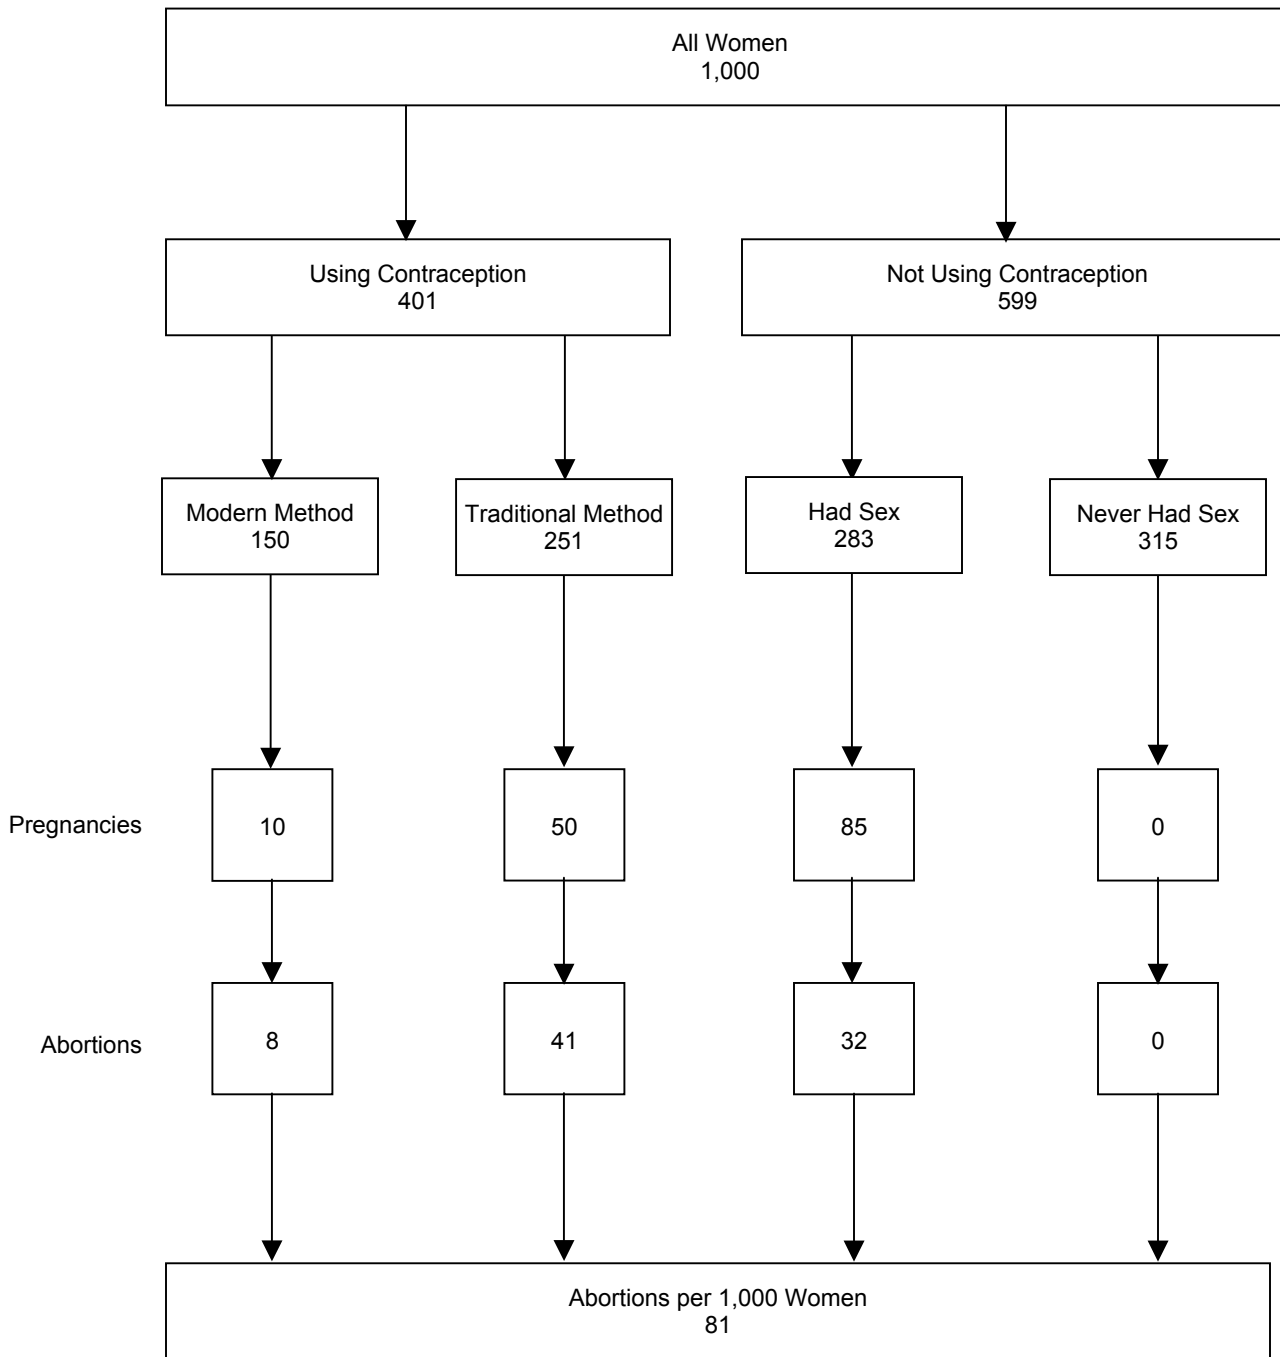 All Women
1,000
Using Contraception
401
Not Using Contraception
599
Modern Method
150
Traditional Method
251
Had Sex
283
Never Had Sex
315
Pregnancies
10
50
85
0
Abortions
8
41
32
0
Abortions per 1,000 Women
81